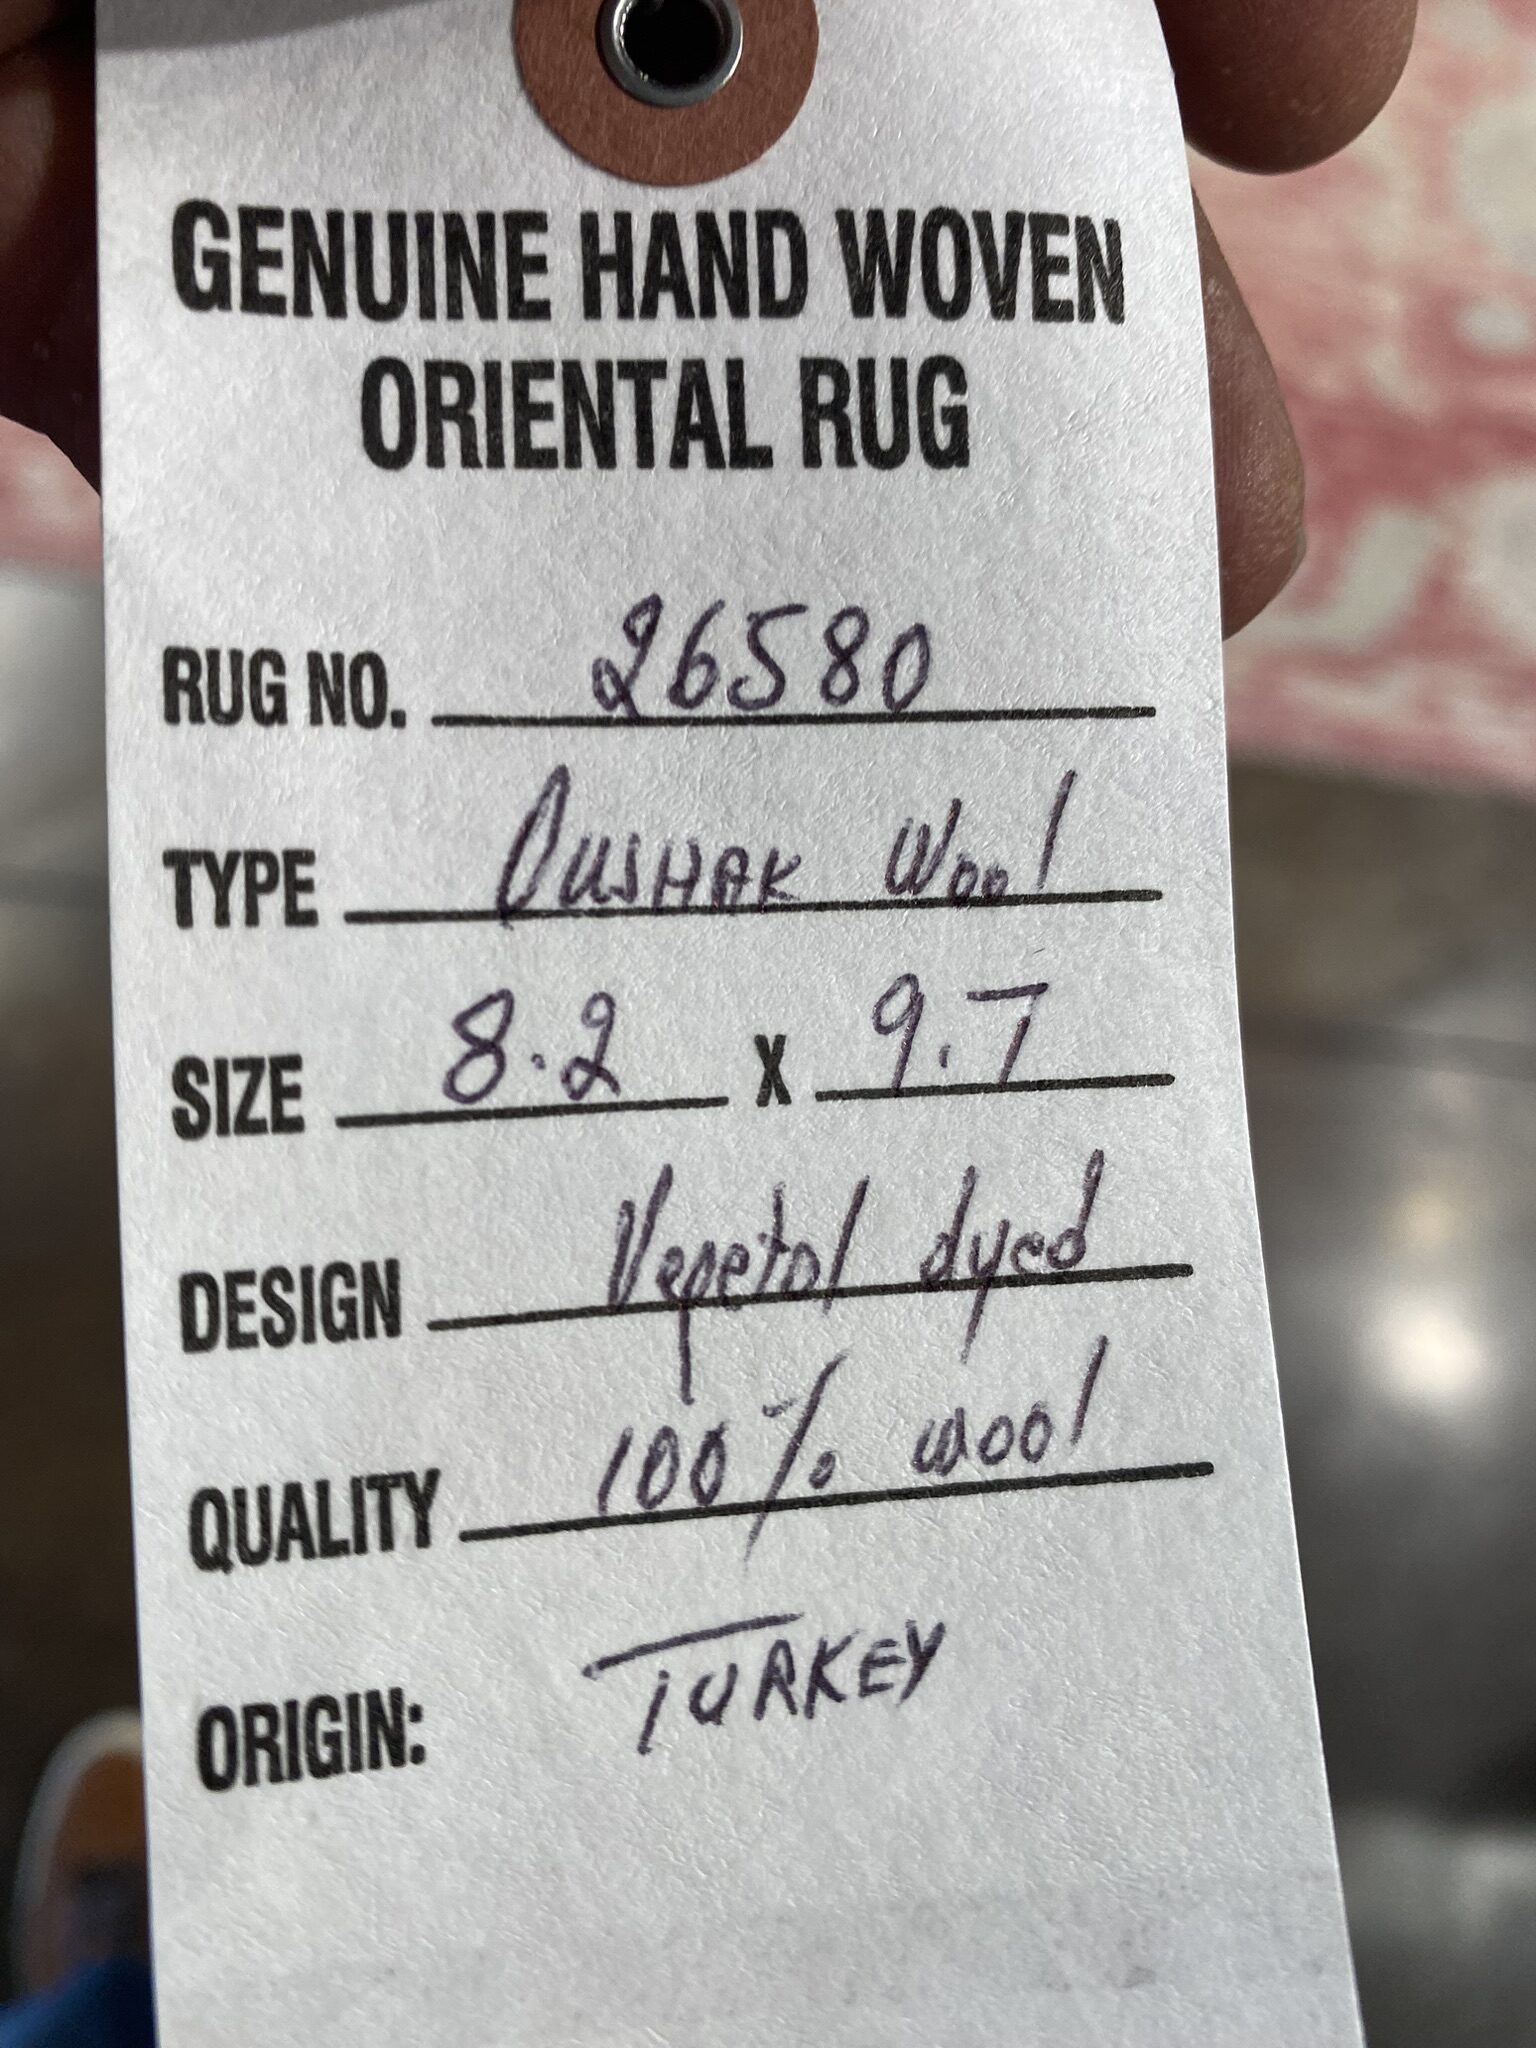 GENUINE HAND WOVEN
ORIENTAL RUG
RUG NO. 26580
TYPE OUSHAK Wool
SIZE 8.2 X 9.7
DESIGN Vegetol dyed
QUALITY 100% wool
ORIGIN: TURKEY